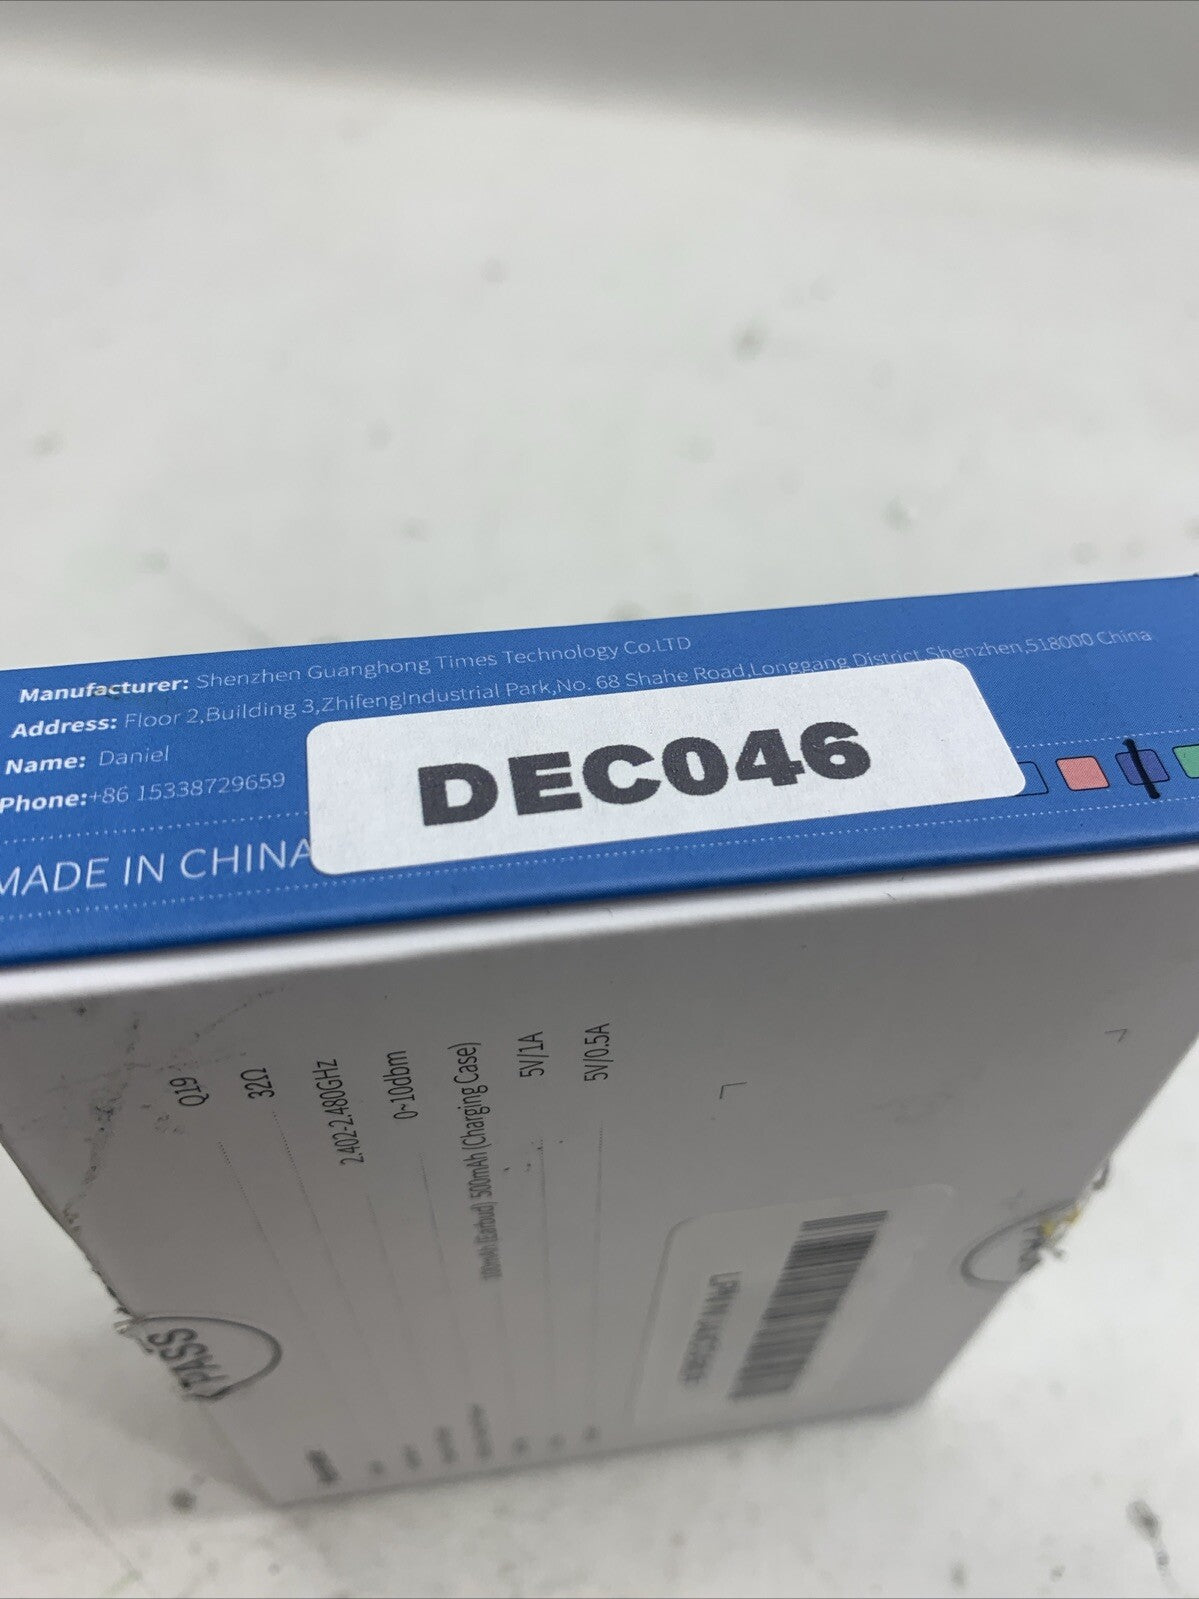 Manufacturer: Shenzhen Guanghong Times Technology Co.LTD
Address: Floor 2,Building 3,ZhifengIndustrial Park,No. 68 Shahe Road,Longgang District,Shenzhen,518000 China
Name: Daniel
Phone:+86 15338729659
MADE IN CHINA
DEC046
Q19
32Ω
2.402-2.480GHz
0~10dbm
500mAh (Charging Case)
5V/1A
5V/0.5A
PASS